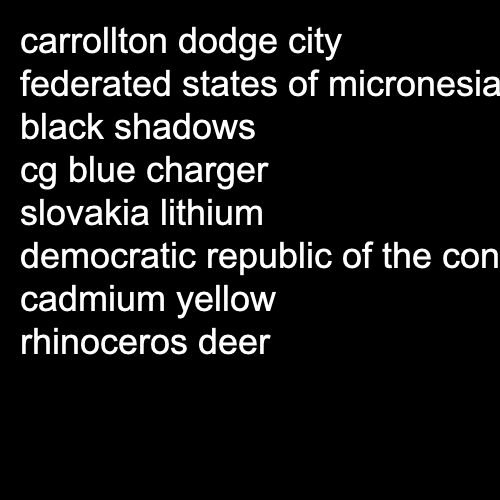 carrollton dodge city
federated states of micronesia
black shadows
cg blue charger
slovakia lithium
democratic republic of the con
cadmium yellow
rhinoceros deer